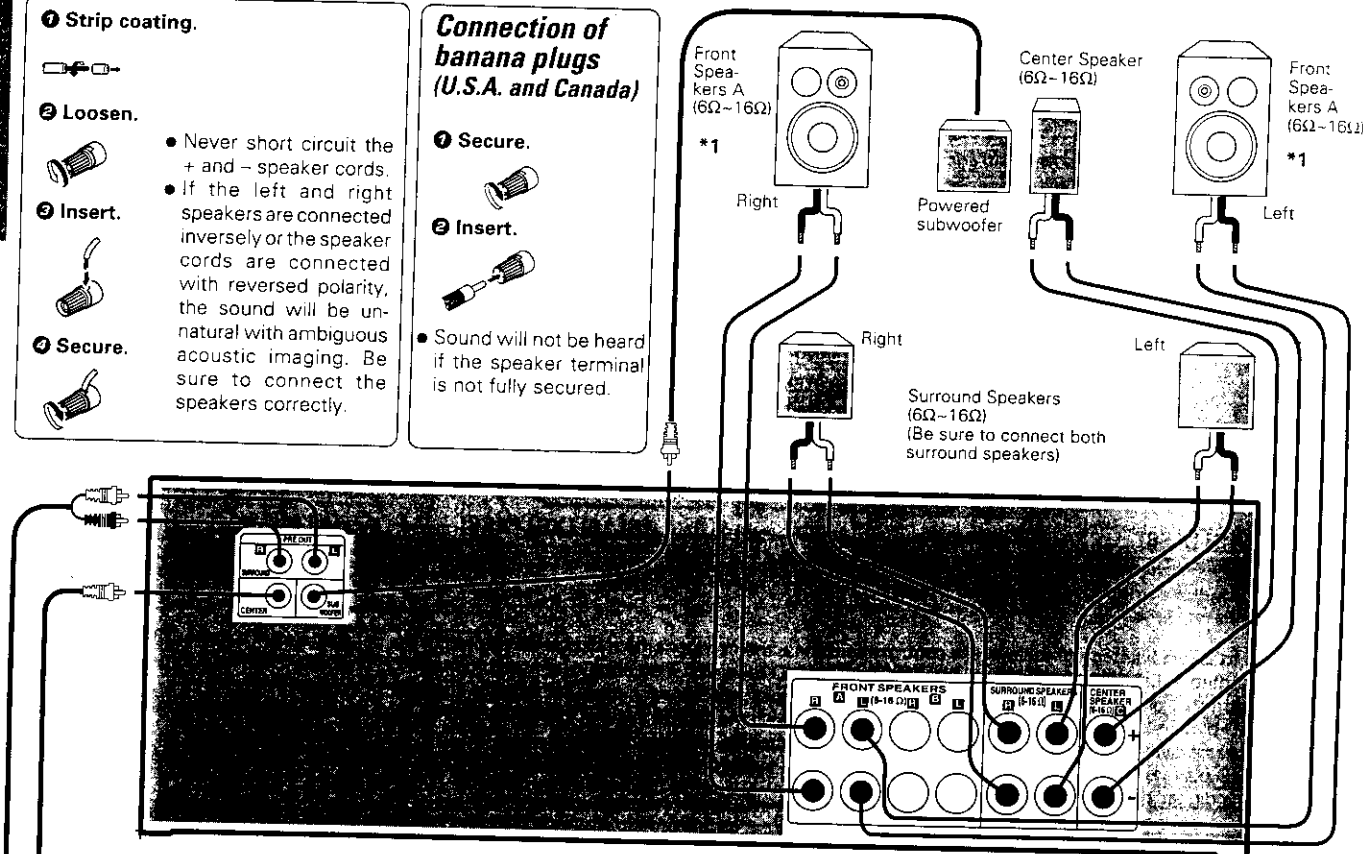 ❶ Strip coating.
❷ Loosen.
❸ Insert.
❹ Secure.
● Never short circuit the
+ and – speaker cords.
● If the left and right
speakers are connected
inversely or the speaker
cords are connected
with reversed polarity,
the sound will be un-
natural with ambiguous
acoustic imaging. Be
sure to connect the
speakers correctly.
Connection of
banana plugs
(U.S.A. and Canada)
❶ Secure.
❷ Insert.
● Sound will not be heard
if the speaker terminal
is not fully secured.
Front
Spea-
kers A
(6Ω~16Ω)
*1
Right
Powered
subwoofer
Center Speaker
(6Ω~16Ω)
Front
Spea-
kers A
(6Ω~16Ω)
*1
Left
Right
Left
Surround Speakers
(6Ω~16Ω)
(Be sure to connect both
surround speakers)
PRE OUT
R L
SURROUND
CENTER
SUB
WOOFER
FRONT SPEAKERS
R A L R B L
SURROUND SPEAKERS
R L
CENTER
SPEAKER
C
+
–